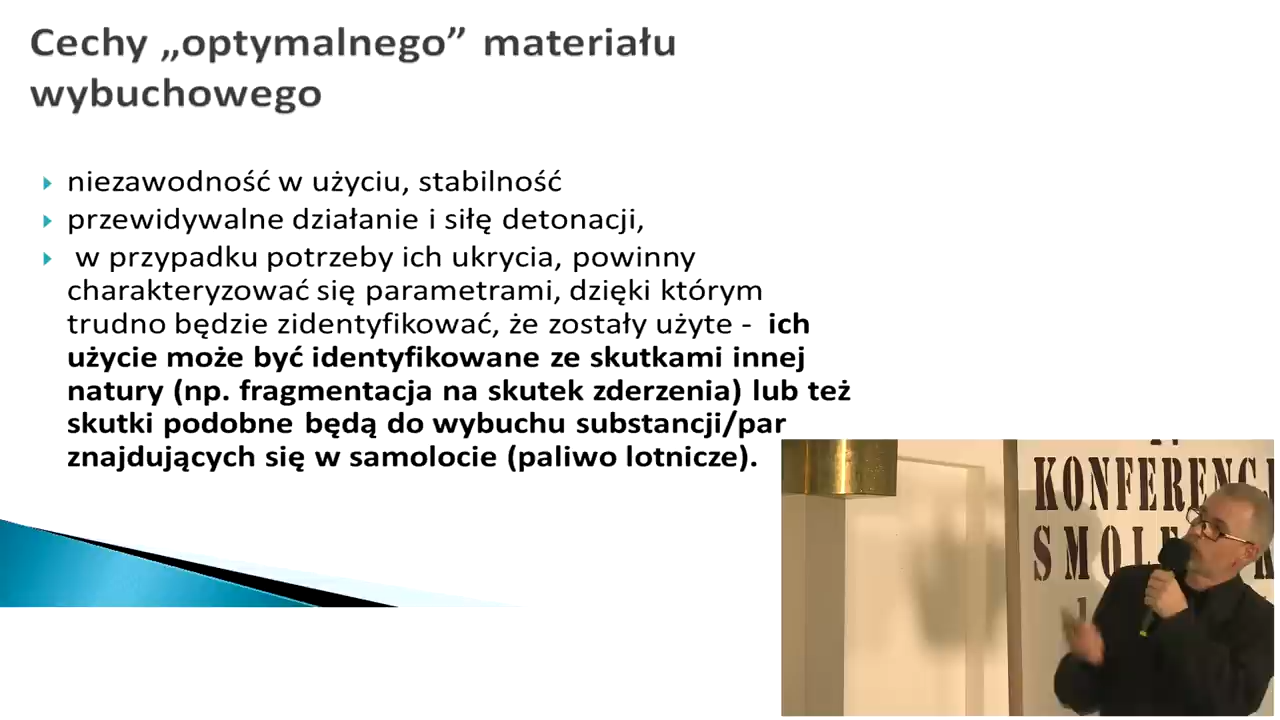 Cechy „optymalnego” materiału
wybuchowego
niezawodność w użyciu, stabilność
przewidywalne działanie i siłę detonacji,
w przypadku potrzeby ich ukrycia, powinny
charakteryzować się parametrami, dzięki którym
trudno będzie zidentyfikować, że zostały użyte - ich
użycie może być identyfikowane ze skutkami innej
natury (np. fragmentacja na skutek zderzenia) lub też
skutki podobne będą do wybuchu substancji/par
znajdujących się w samolocie (paliwo lotnicze).
KONFERENCJ
SMOLE